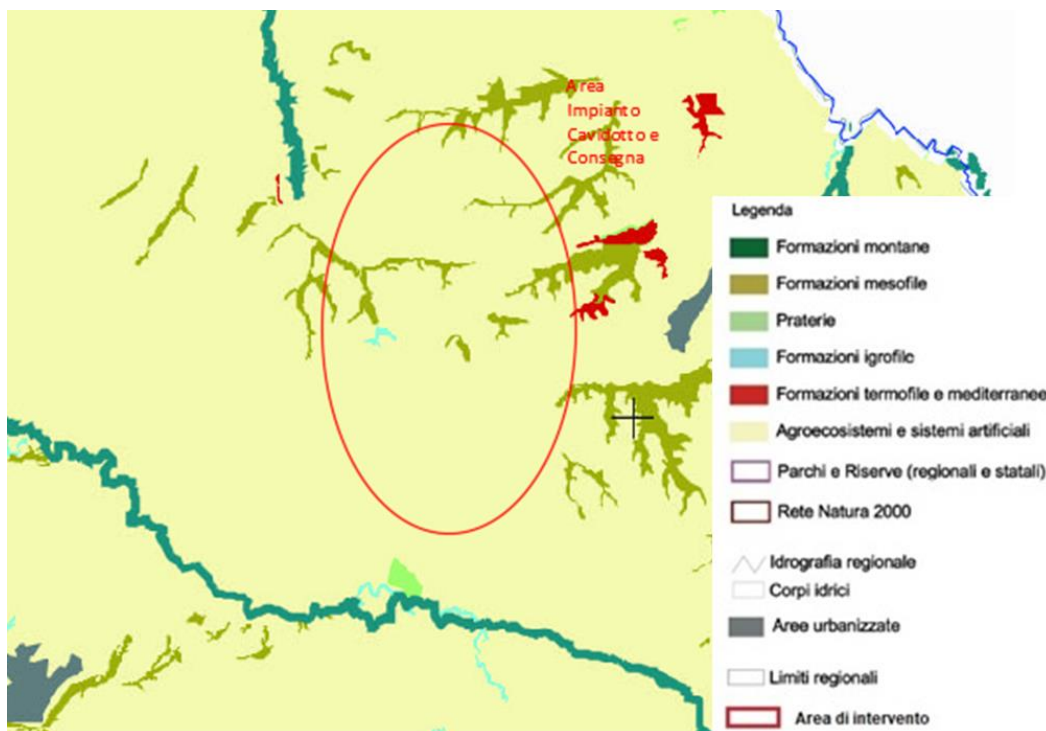 Area
Impianto
Cavidotto e
Consegna
Legenda
Formazioni montane
Formazioni mesofile
Praterie
Formazioni igrofile
Formazioni termofile e mediterranee
Agroecosistemi e sistemi artificiali
Parchi e Riserve (regionali e statali)
Rete Natura 2000
Idrografia regionale
Corpi idrici
Aree urbanizzate
Limiti regionali
Area di intervento